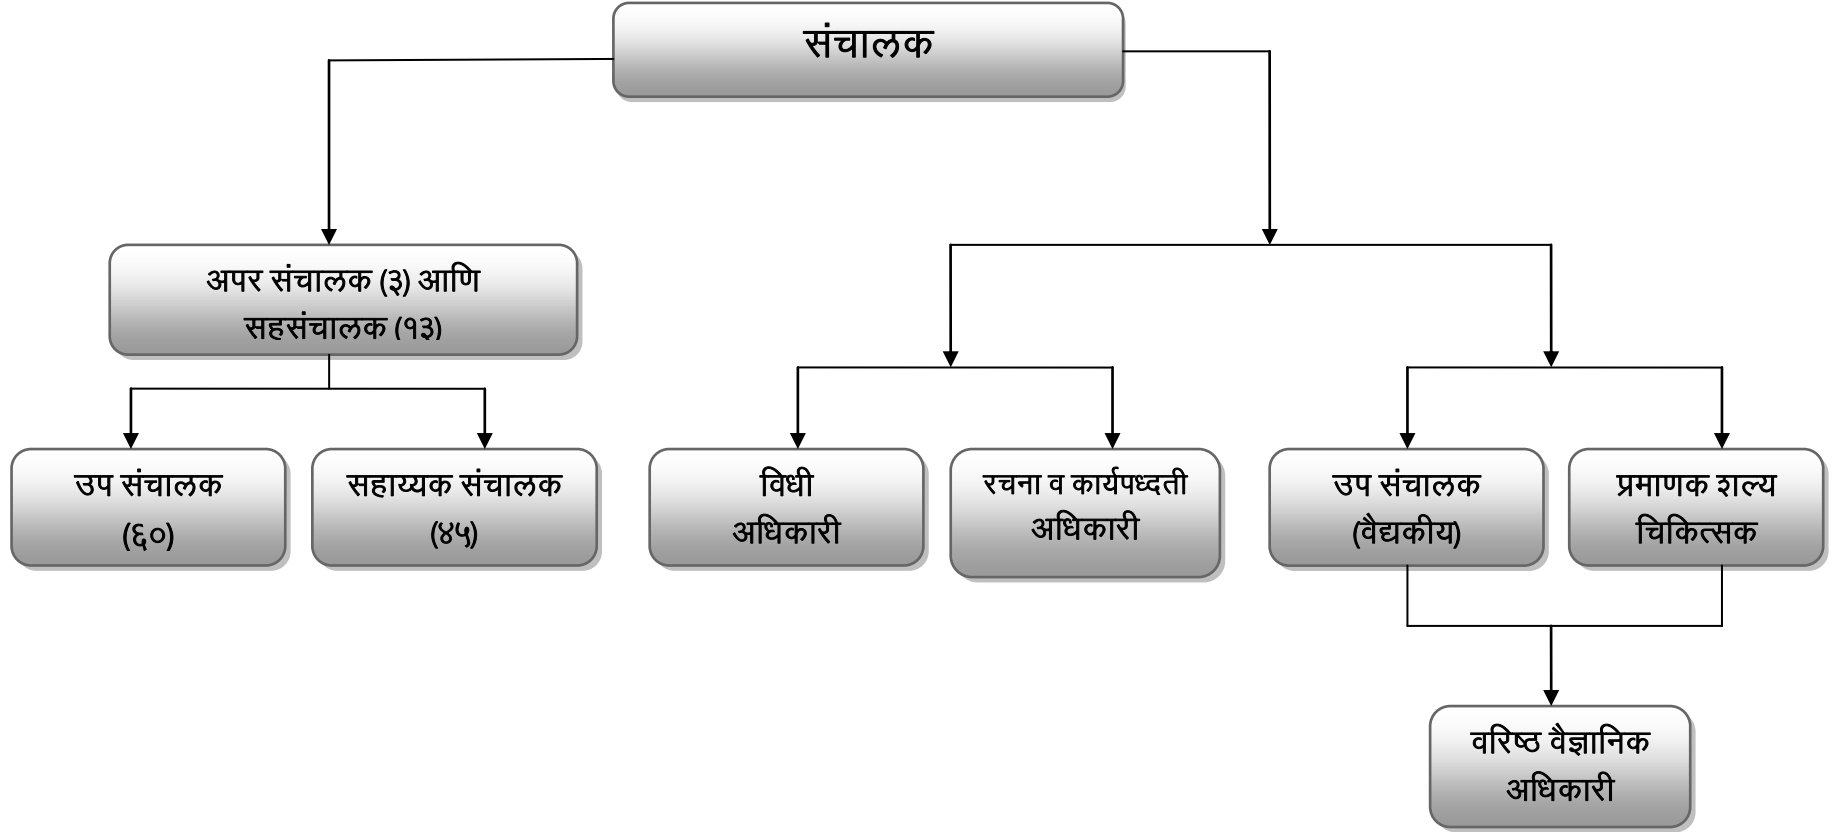 संचालक
अपर संचालक (३) आणि
सहसंचालक (१३)
उप संचालक
(६०)
सहाय्यक संचालक
(४५)
विधी
अधिकारी
रचना व कार्यपध्दती
अधिकारी
उप संचालक
(वैद्यकीय)
प्रमाणक शल्य
चिकित्सक
वरिष्ठ वैज्ञानिक
अधिकारी